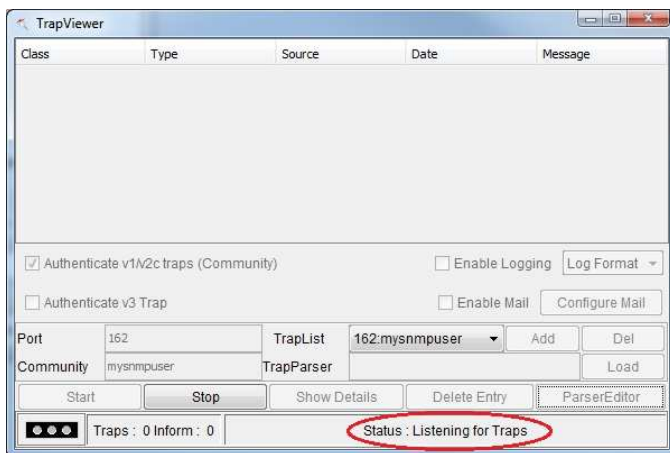 TrapViewer
Class Type Source Date Message
Authenticate v1/v2c traps (Community) Enable Logging Log Format
Authenticate v3 Trap Enable Mail Configure Mail
Port 162 TrapList 162:mysnmpuser Add Del
Community mysnmpuser TrapParser Load
Start Stop Show Details Delete Entry ParserEditor
Traps : 0 Inform : 0 Status : Listening for Traps